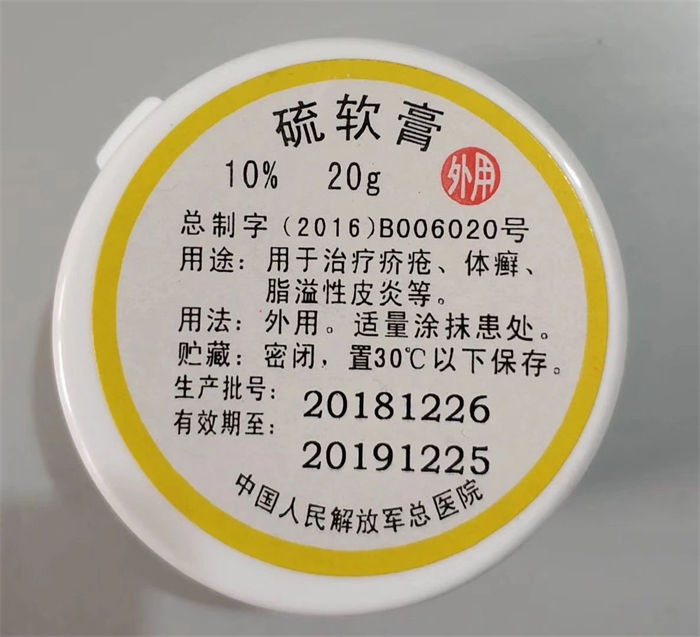 硫软膏
10% 20g 外用
总制字(2016)B006020号
用途：用于治疗疥疮、体癣、
脂溢性皮炎等。
用法：外用。适量涂抹患处。
贮藏：密闭，置30℃以下保存。
生产批号：20181226
有效期至：20191225
中国人民解放军总医院